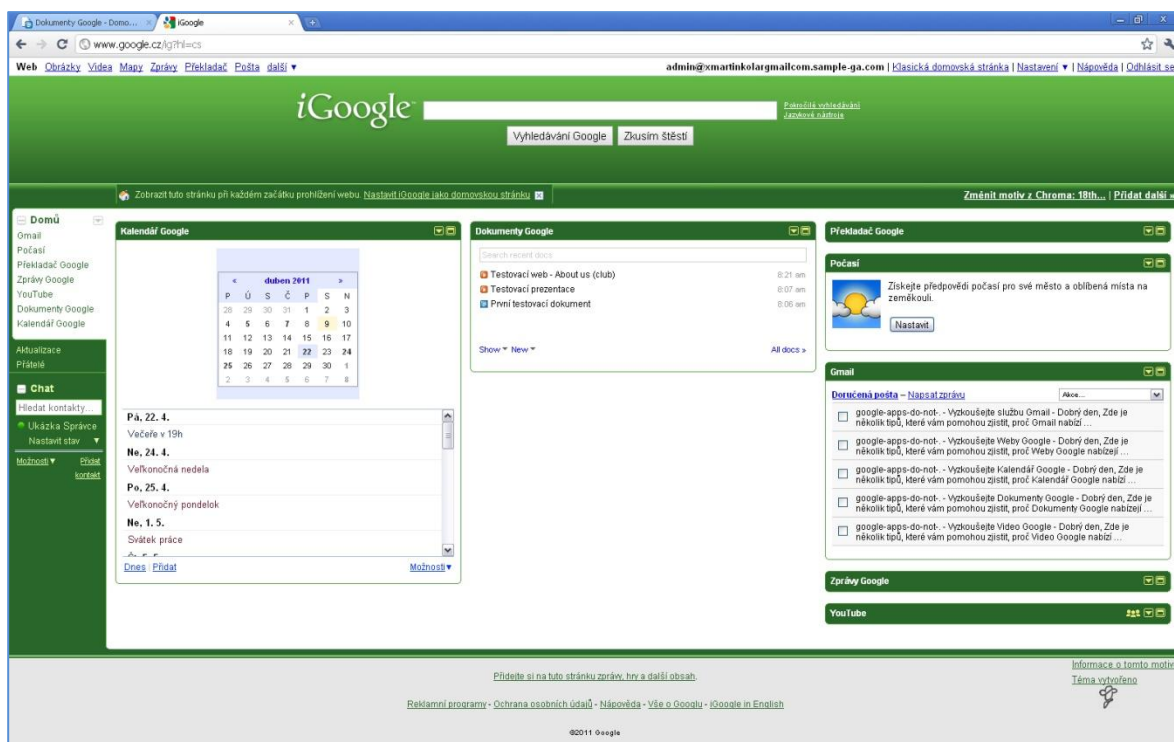 Dokumenty Google - Domo...
iGoogle
www.google.cz/ig?hl=cs
Web Obrázky Videa Mapy Zprávy Překladač Pošta další ▼
admin@xmartinkolargmailcom.sample-ga.com | Klasická domovská stránka | Nastavení ▼ | Nápověda | Odhlásit se
iGoogle
Pokročilé vyhledávání
Jazykové nástroje
Vyhledávání Google
Zkusím štěstí
Zobrazit tuto stránku při každém začátku prohlížení webu. Nastavit iGoogle jako domovskou stránku
Změnit motiv z Chroma: 18th... | Přidat další »
Domů
Gmail
Počasí
Překladač Google
Zprávy Google
YouTube
Dokumenty Google
Kalendář Google
Aktualizace
Přátelé
Chat
Hledat kontakty...
Ukázka Správce
Nastavit stav ▼
Možnosti ▼ Přidat
kontakt
Kalendář Google
« duben 2011 »
P Ú S Č P S N
28 29 30 31 1 2 3
4 5 6 7 8 9 10
11 12 13 14 15 16 17
18 19 20 21 22 23 24
25 26 27 28 29 30 1
2 3 4 5 6 7 8
Pá, 22. 4.
Večeře v 19h
Ne, 24. 4.
Veľkonočná nedela
Po, 25. 4.
Veľkonočný pondelok
Ne, 1. 5.
Svátek práce
Dnes | Přidat
Možnosti▼
Dokumenty Google
Search recent docs
Testovací web - About us (club) 8:21 am
Testovací prezentace 8:07 am
První testovací dokument 8:06 am
Show ▼ New ▼
All docs »
Překladač Google
Počasí
Získejte předpovědi počasí pro své město a oblíbená místa na
zeměkouli.
Nastavit
Gmail
Doručená pošta – Napsat zprávu
Akce...
google-apps-do-not-. - Vyzkoušejte službu Gmail - Dobrý den, Zde je
několik tipů, které vám pomohou zjistit, proč Gmail nabízí ...
google-apps-do-not-. - Vyzkoušejte Weby Google - Dobrý den, Zde je
několik tipů, které vám pomohou zjistit, proč Weby Google nabízejí ...
google-apps-do-not-. - Vyzkoušejte Kalendář Google - Dobrý den, Zde je
několik tipů, které vám pomohou zjistit, proč Kalendář Google nabízí ...
google-apps-do-not-. - Vyzkoušejte Dokumenty Google - Dobrý den, Zde je
několik tipů, které vám pomohou zjistit, proč Dokumenty Google nabízejí ...
google-apps-do-not-. - Vyzkoušejte Video Google - Dobrý den, Zde je
několik tipů, které vám pomohou zjistit, proč Video Google nabízí ...
Zprávy Google
YouTube
Přidejte si na tuto stránku zprávy, hry a další obsah.
Informace o tomto motiv
Téma vytvořeno
Reklamní programy - Ochrana osobních údajů - Nápověda - Vše o Googlu - iGoogle in English
©2011 Google